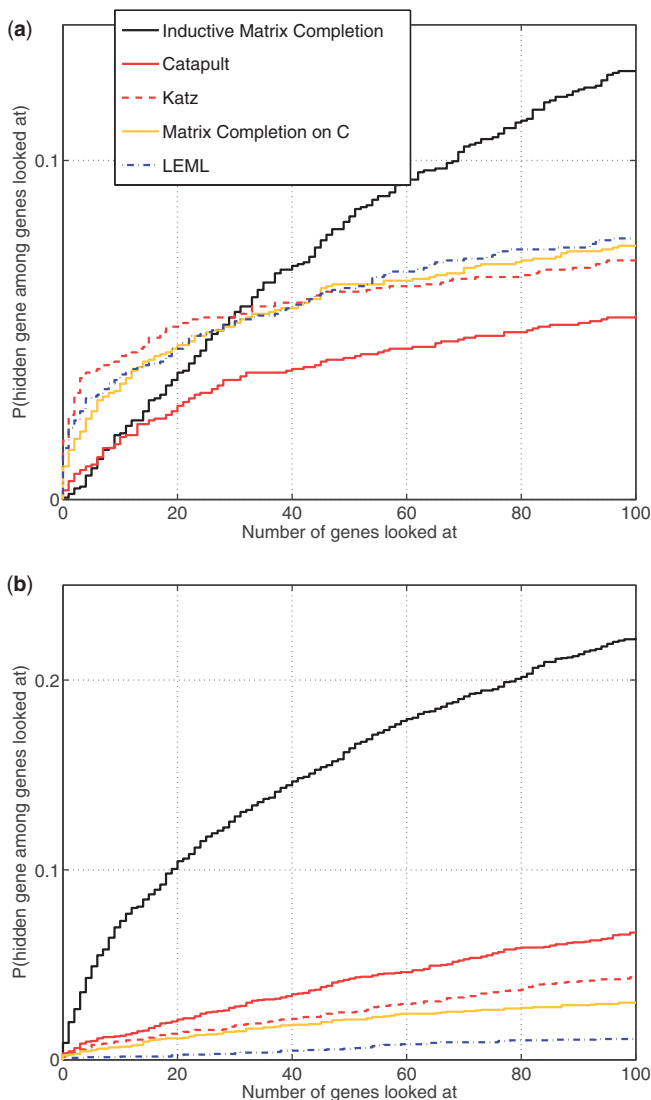 (a)
Inductive Matrix Completion
Catapult
Katz
Matrix Completion on C
LEML
P(hidden gene among genes looked at)
0.1
0
0 20 40 60 80 100
Number of genes looked at
(b)
P(hidden gene among genes looked at)
0.2
0.1
0
0 20 40 60 80 100
Number of genes looked at